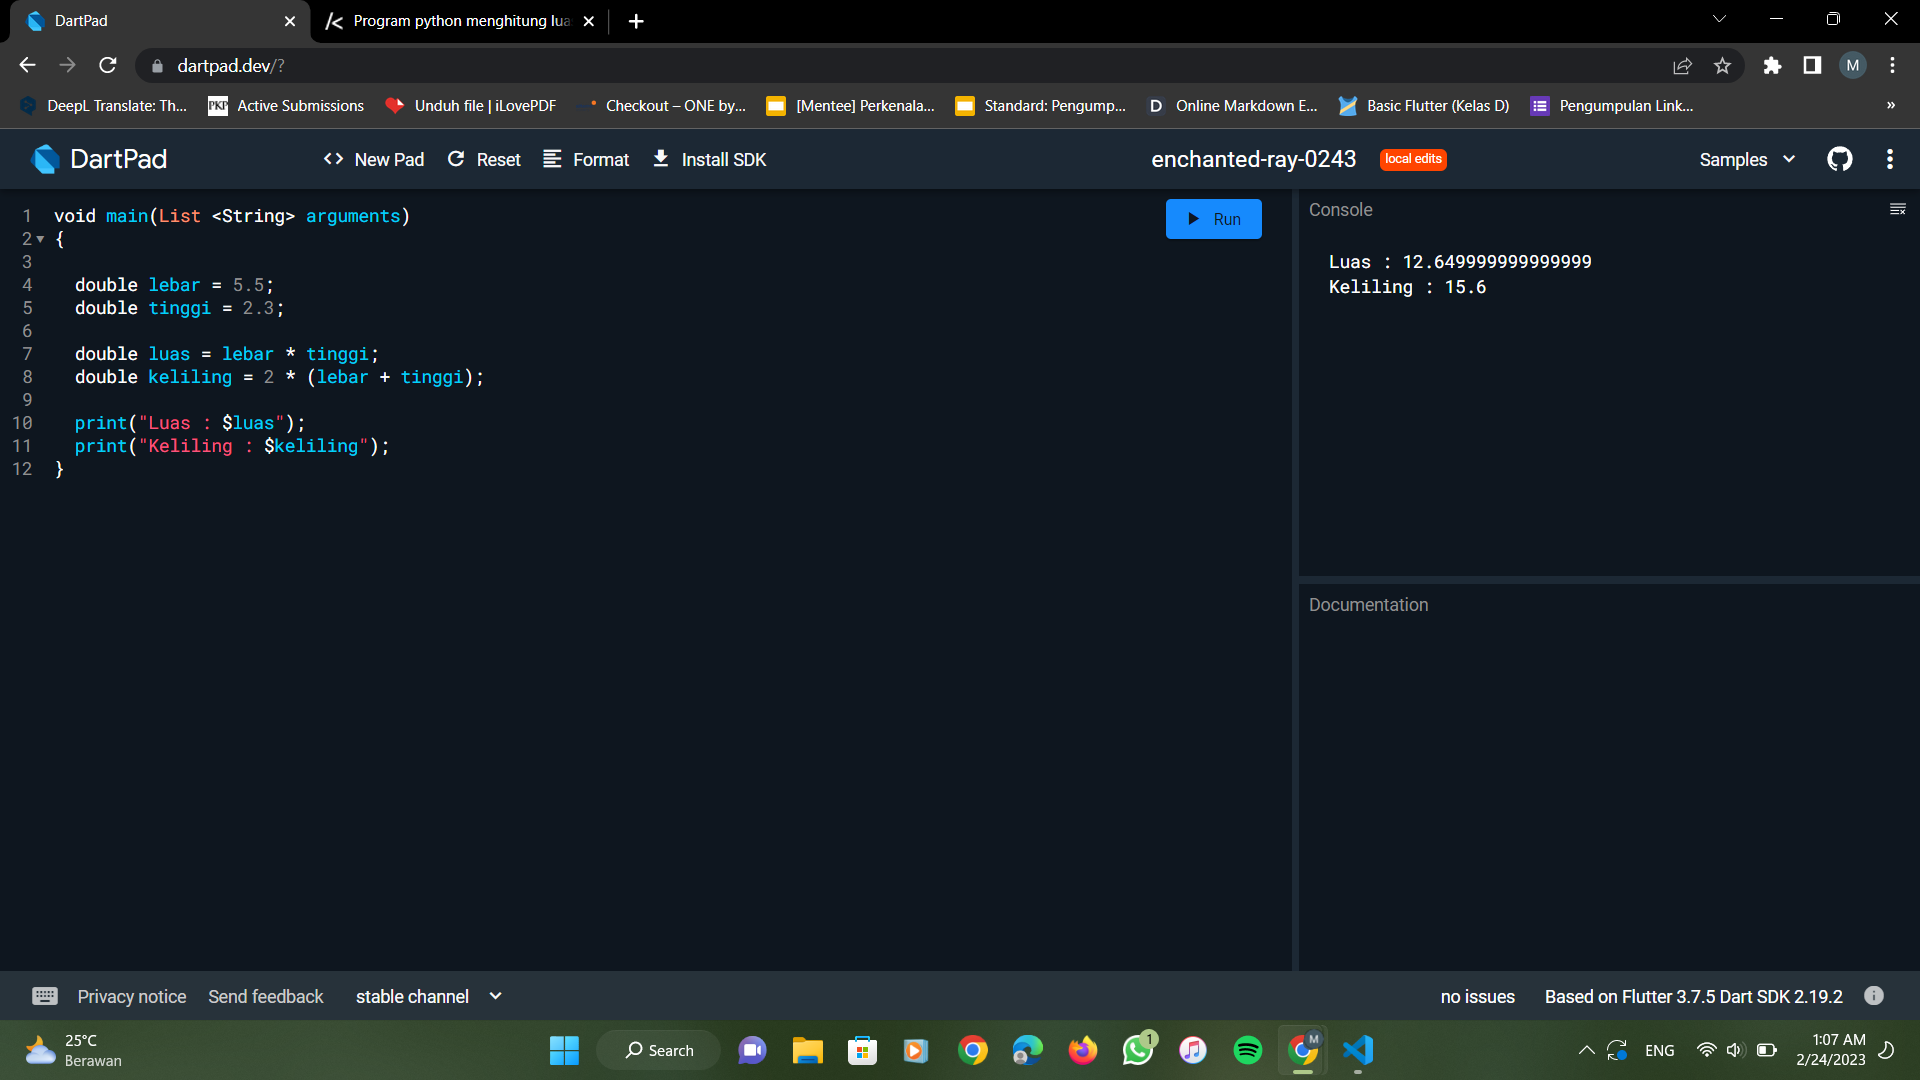 DartPad
Program python menghitung lua
dartpad.dev/?
M
DeepL Translate: Th...
PKP Active Submissions
Unduh file | iLovePDF
Checkout – ONE by...
[Mentee] Perkenala...
Standard: Pengump...
D Online Markdown E...
Basic Flutter (Kelas D)
Pengumpulan Link...
»
DartPad
<> New Pad
Reset
Format
Install SDK
enchanted-ray-0243
local edits
Samples
1 void main(List <String> arguments)
2 {
3
4 double lebar = 5.5;
5 double tinggi = 2.3;
6
7 double luas = lebar * tinggi;
8 double keliling = 2 * (lebar + tinggi);
9
10 print("Luas : $luas");
11 print("Keliling : $keliling");
12 }
Run
Console
Luas : 12.649999999999999
Keliling : 15.6
Documentation
Privacy notice
Send feedback
stable channel
no issues
Based on Flutter 3.7.5 Dart SDK 2.19.2
25°C
Berawan
Search
1
M
ENG
1:07 AM
2/24/2023